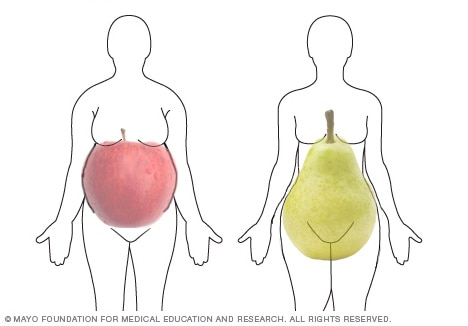 © MAYO FOUNDATION FOR MEDICAL EDUCATION AND RESEARCH. ALL RIGHTS RESERVED.